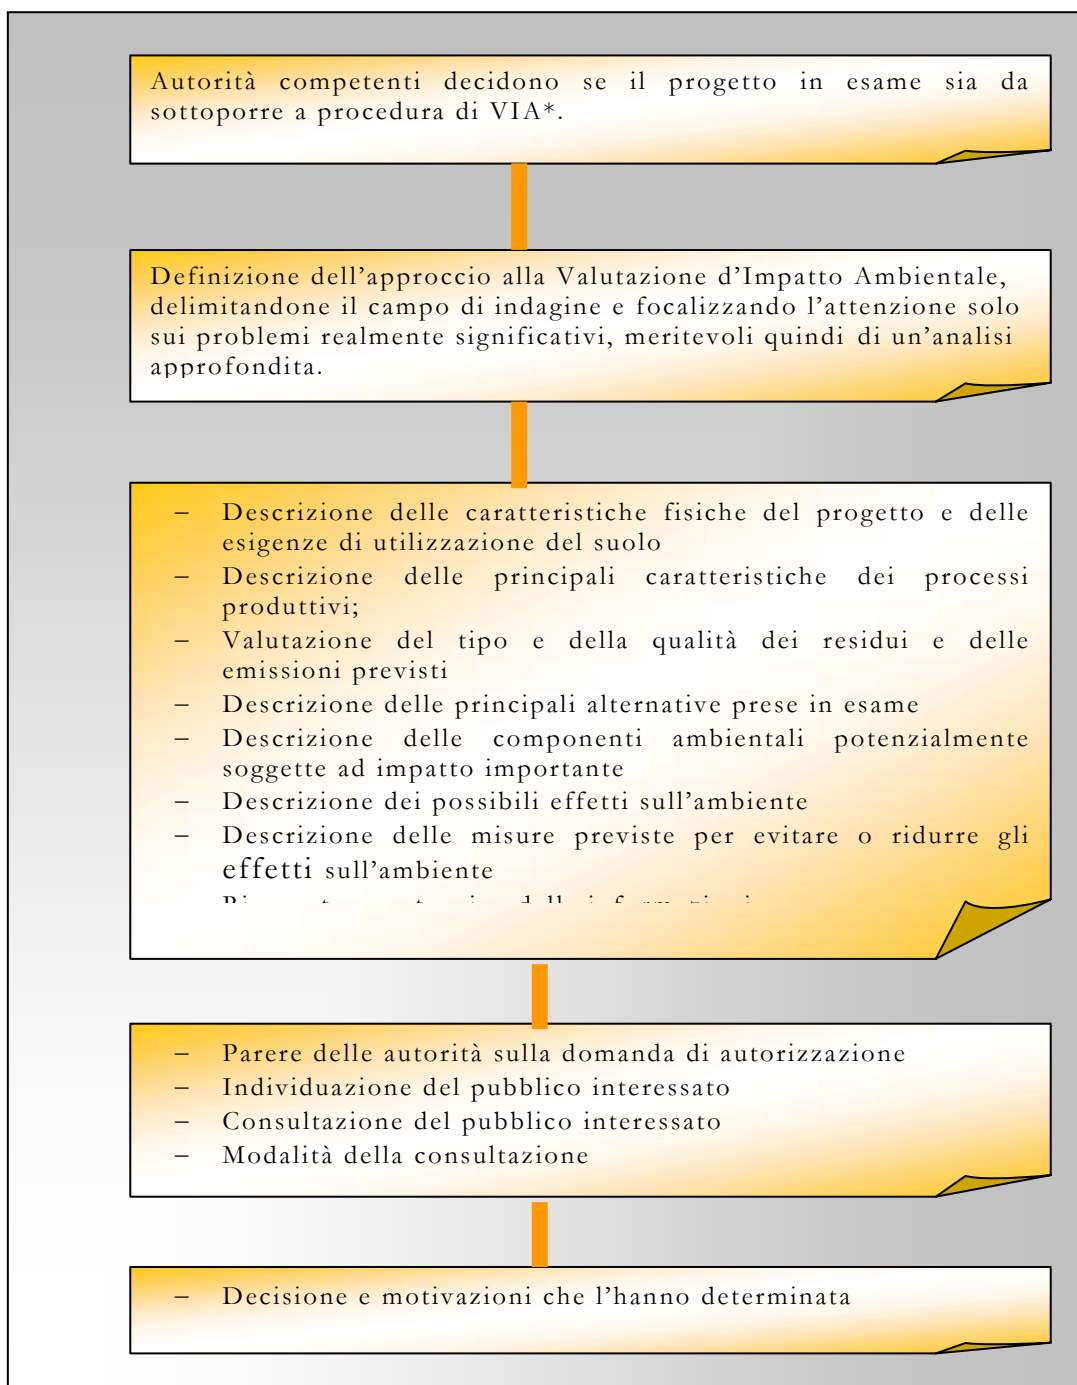 Autorità competenti decidono se il progetto in esame sia da
sottoporre a procedura di VIA*.
Definizione dell’approccio alla Valutazione d’Impatto Ambientale,
delimitandone il campo di indagine e focalizzando l’attenzione solo
sui problemi realmente significativi, meritevoli quindi di un’analisi
approfondita.
– Descrizione delle caratteristiche fisiche del progetto e delle
esigenze di utilizzazione del suolo
– Descrizione delle principali caratteristiche dei processi
produttivi;
– Valutazione del tipo e della qualità dei residui e delle
emissioni previsti
– Descrizione delle principali alternative prese in esame
– Descrizione delle componenti ambientali potenzialmente
soggette ad impatto importante
– Descrizione dei possibili effetti sull’ambiente
– Descrizione delle misure previste per evitare o ridurre gli
effetti sull’ambiente
– Parere delle autorità sulla domanda di autorizzazione
– Individuazione del pubblico interessato
– Consultazione del pubblico interessato
– Modalità della consultazione
– Decisione e motivazioni che l’hanno determinata